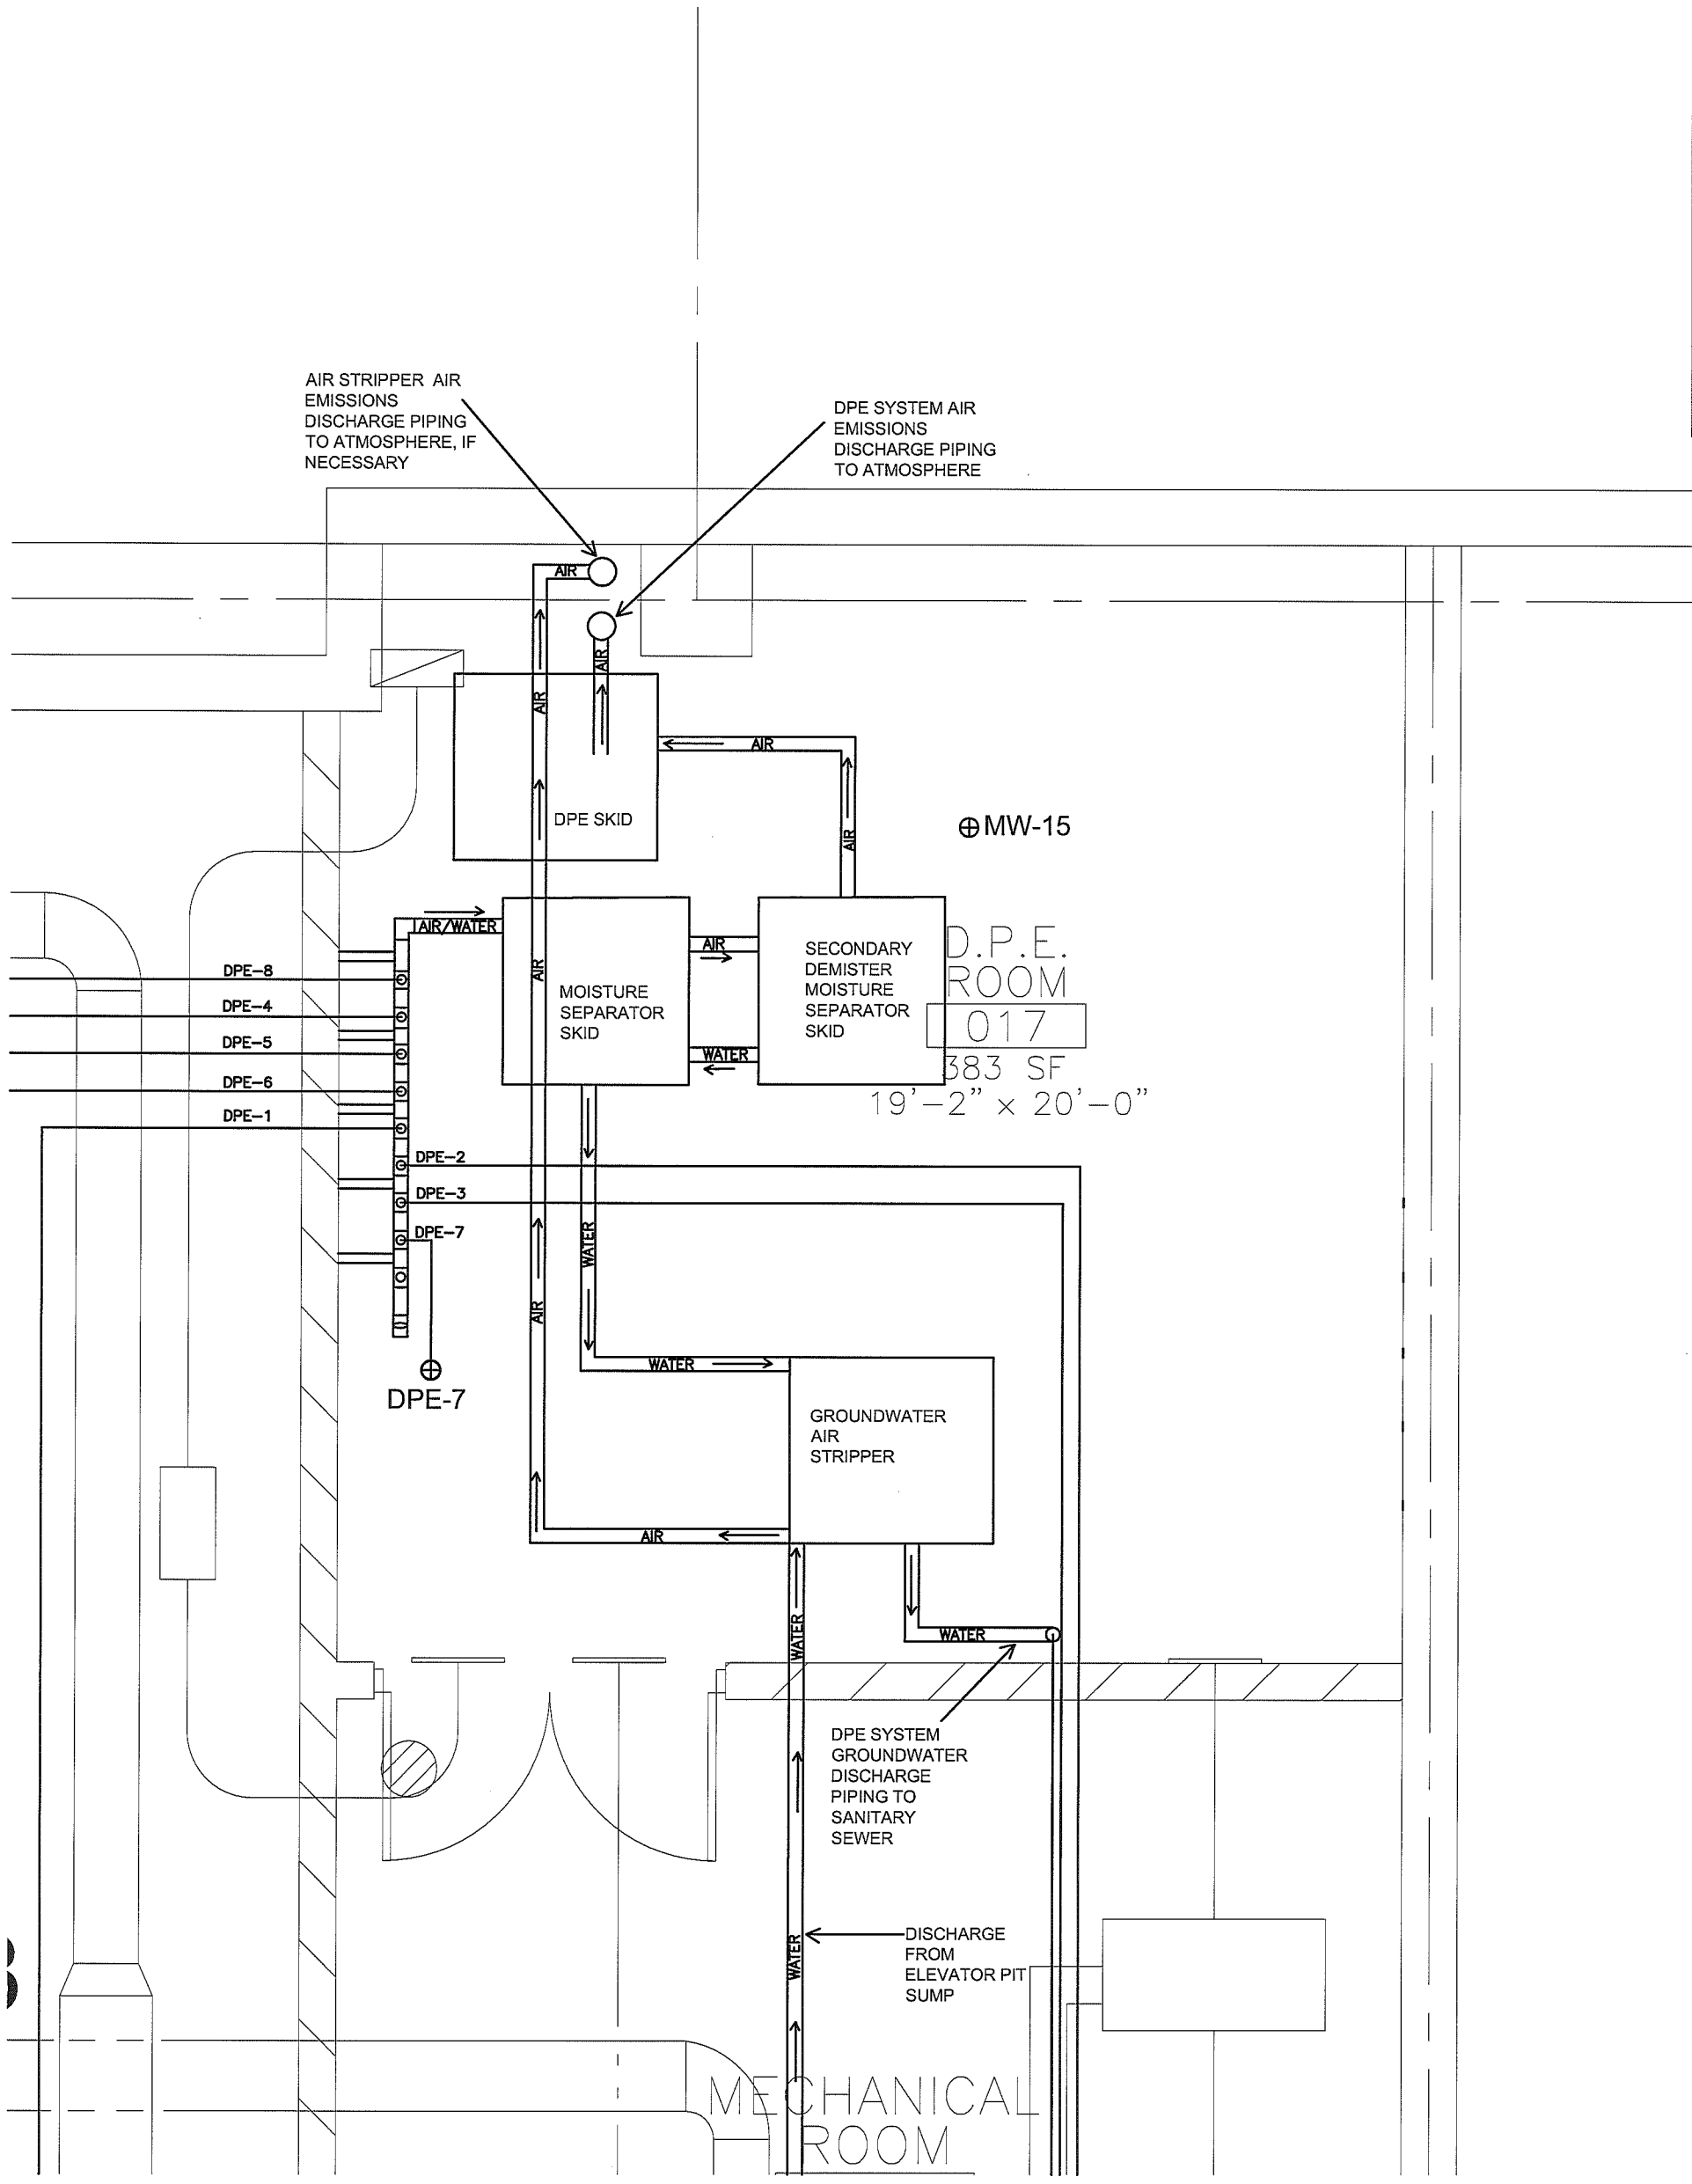 AIR STRIPPER AIR
EMISSIONS
DISCHARGE PIPING
TO ATMOSPHERE, IF
NECESSARY
DPE SYSTEM AIR
EMISSIONS
DISCHARGE PIPING
TO ATMOSPHERE
AIR
AIR
AIR
AIR
DPE SKID
AIR
MW-15
AIR/WATER
AIR
AIR
MOISTURE
SEPARATOR
SKID
WATER
SECONDARY
DEMISTER
MOISTURE
SEPARATOR
SKID
D.P.E.
ROOM
017
383 SF
19'-2" x 20'-0"
DPE-8
DPE-4
DPE-5
DPE-6
DPE-1
DPE-2
DPE-3
DPE-7
WATER
AIR
WATER
DPE-7
GROUNDWATER
AIR
STRIPPER
AIR
WATER
WATER
DPE SYSTEM
GROUNDWATER
DISCHARGE
PIPING TO
SANITARY
SEWER
WATER
DISCHARGE
FROM
ELEVATOR PIT
SUMP
MECHANICAL
ROOM